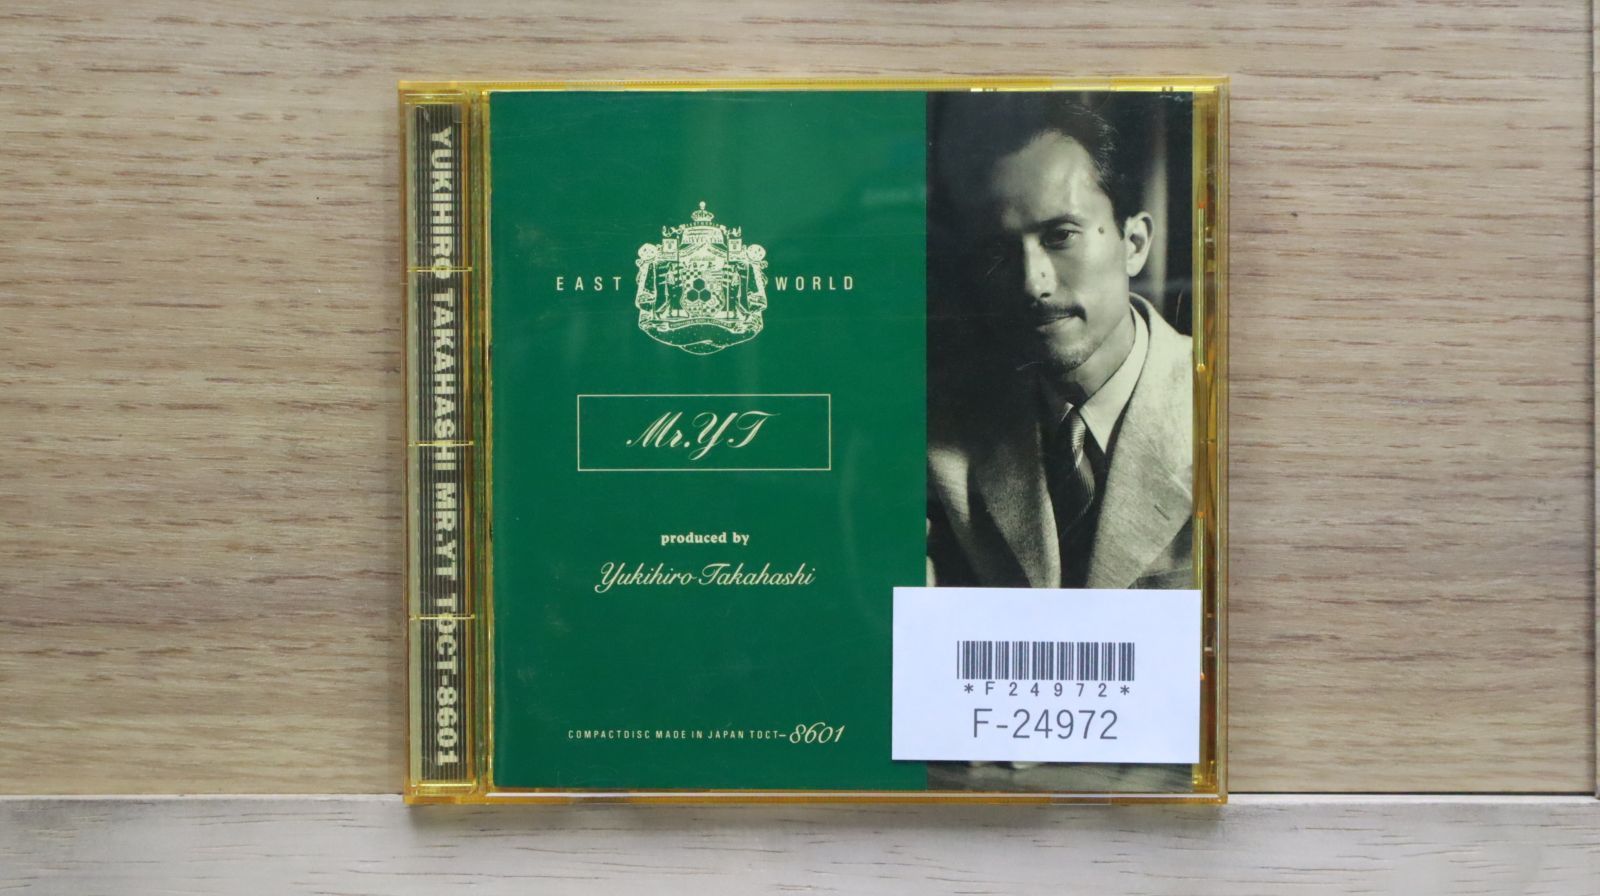 YUKIHIRO TAKAHASHI MR.YT TOCT-8601
EAST WORLD
Mr.YT
produced by
Yukihiro Takahashi
COMPACTDISC MADE IN JAPAN TOCT-8601
*F24972*
F-24972